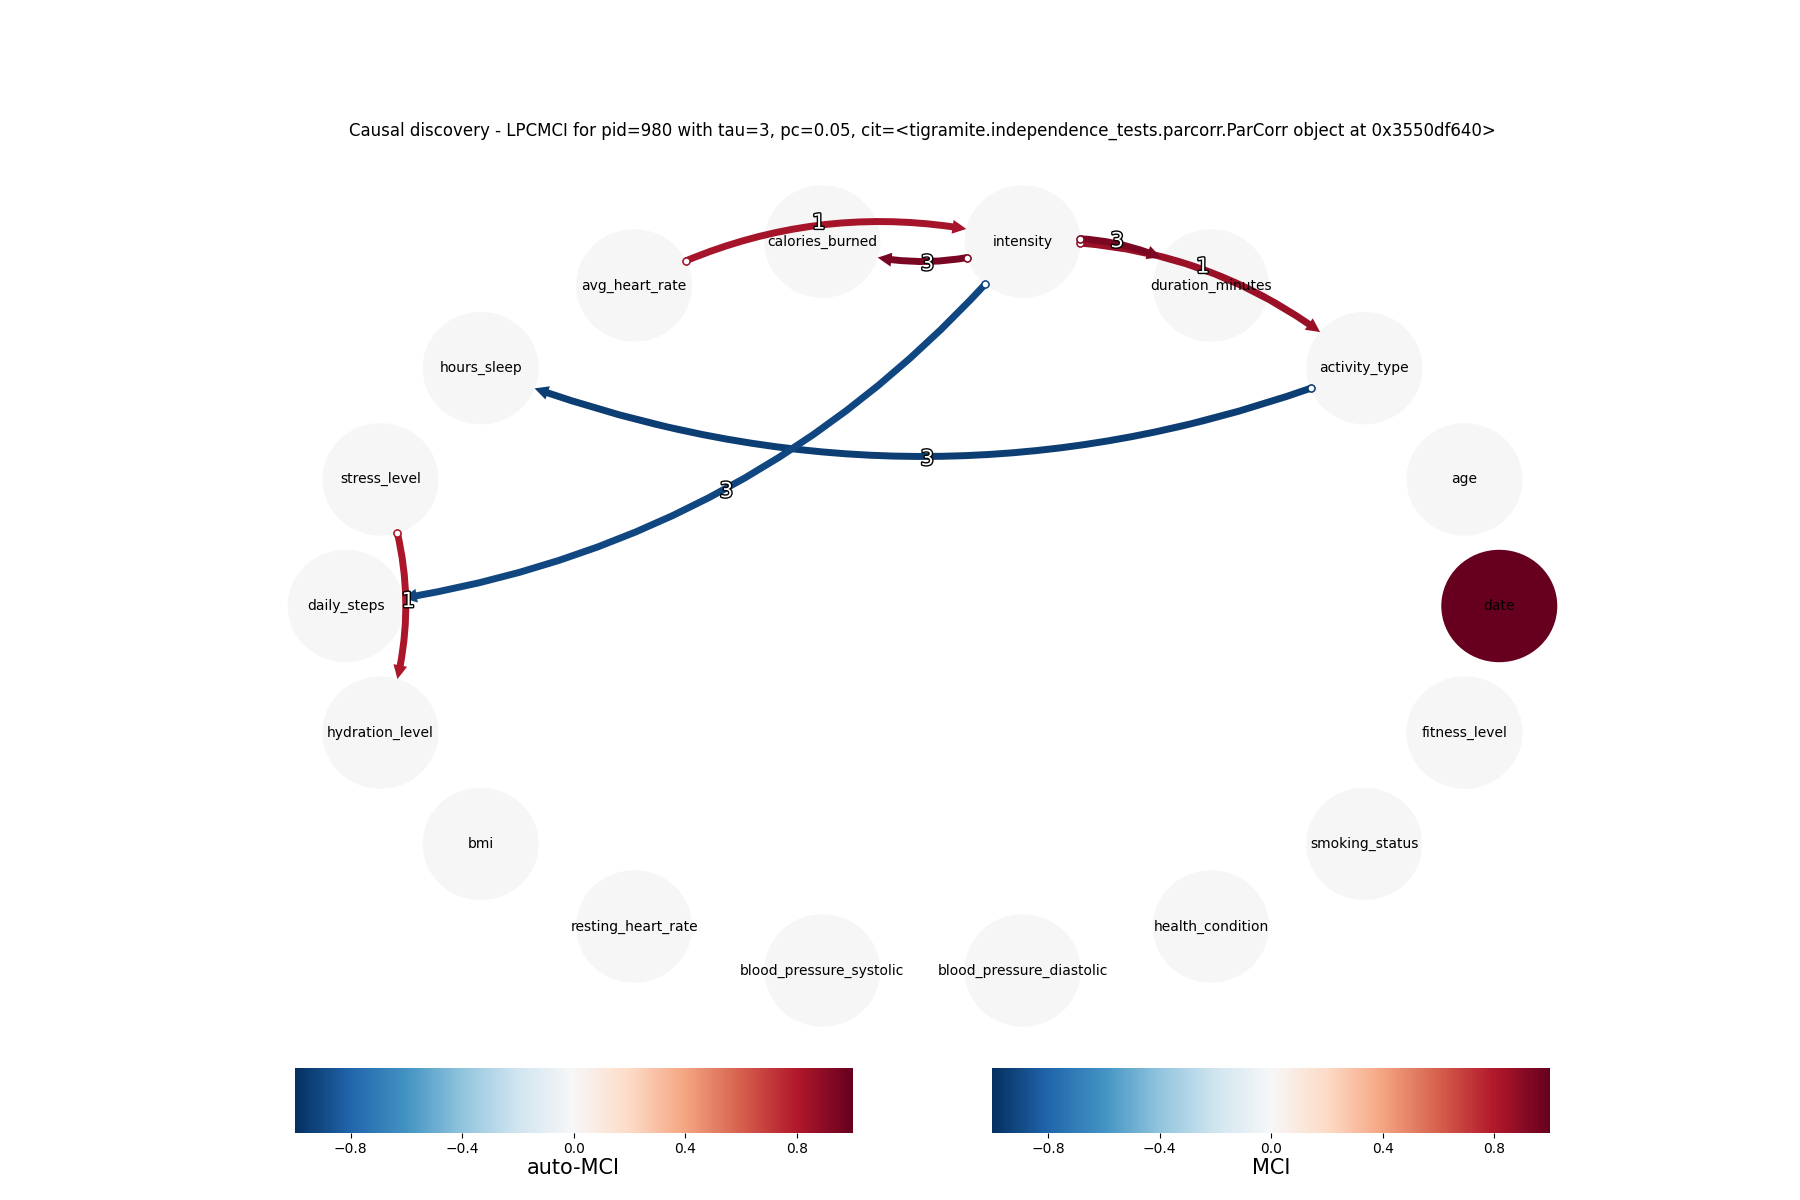 Causal discovery - LPCMCI for pid=980 with tau=3, pc=0.05, cit=<tigramite.independence_tests.parcorr.ParCorr object at 0x3550df640>
1
calories_burned
intensity
3
3
1
avg_heart_rate
duration_minutes
hours_sleep
activity_type
3
stress_level
age
3
daily_steps
1
date
hydration_level
fitness_level
bmi
smoking_status
resting_heart_rate
health_condition
blood_pressure_systolic
blood_pressure_diastolic
−0.8 −0.4 0.0 0.4 0.8
auto-MCI
−0.8 −0.4 0.0 0.4 0.8
MCI